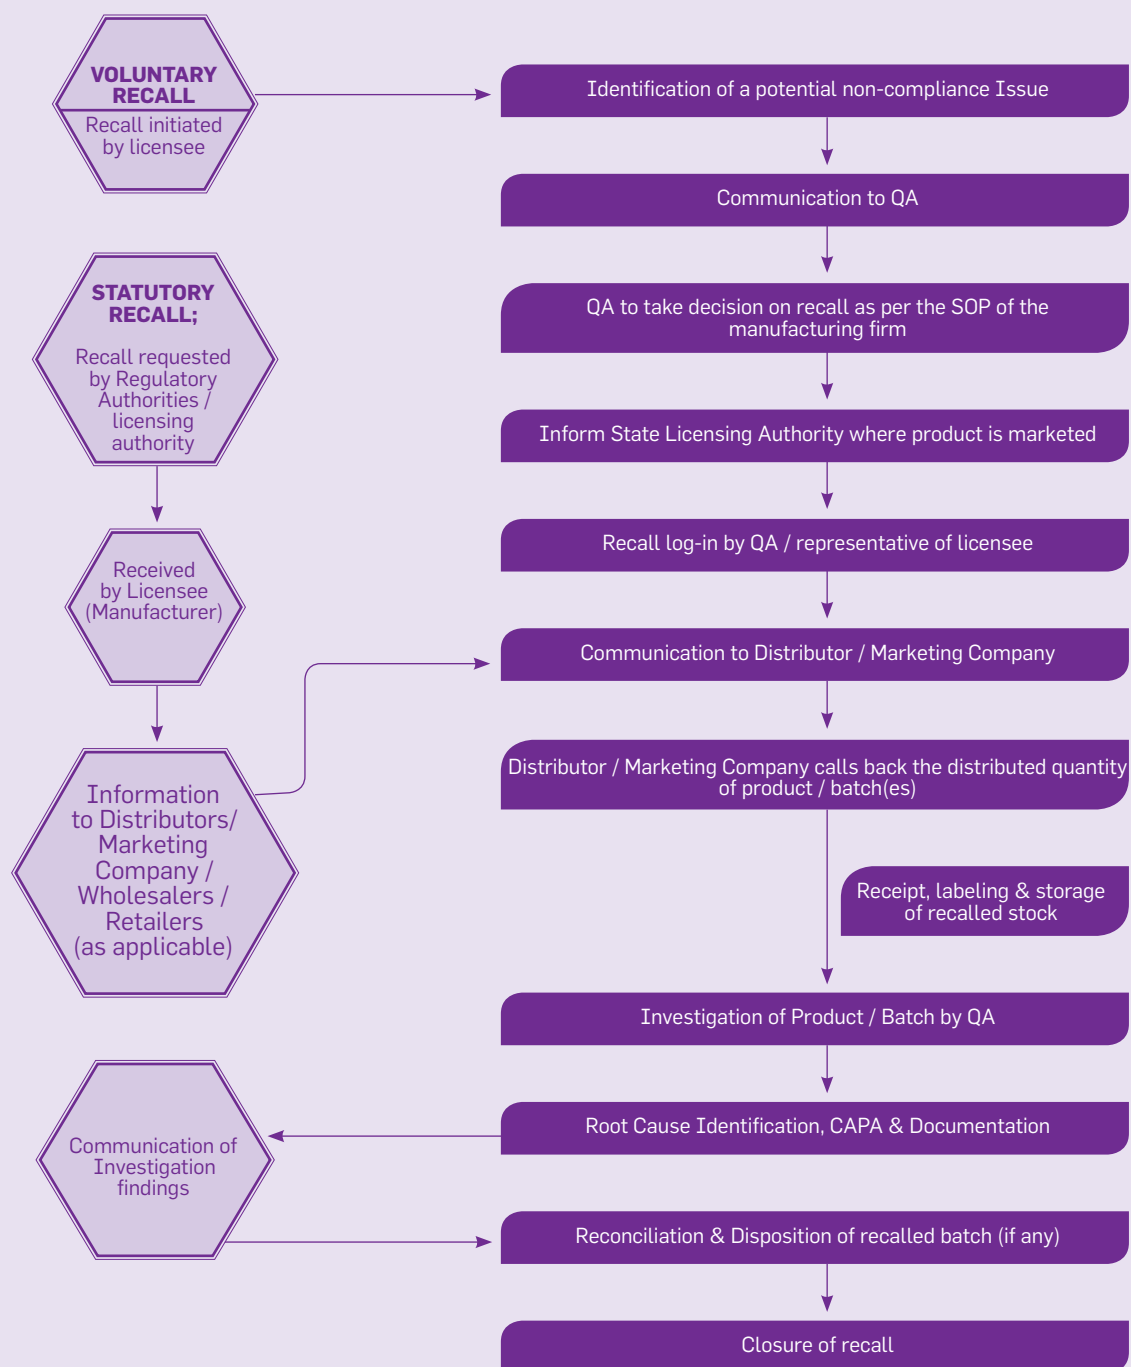 VOLUNTARY
RECALL
Recall initiated
by licensee
Identification of a potential non-compliance Issue
Communication to QA
STATUTORY
RECALL;
Recall requested
by Regulatory
Authorities /
licensing
authority
QA to take decision on recall as per the SOP of the
manufacturing firm
Inform State Licensing Authority where product is marketed
Received
by Licensee
(Manufacturer)
Recall log-in by QA / representative of licensee
Communication to Distributor / Marketing Company
Information
to Distributors/
Marketing
Company /
Wholesalers /
Retailers
(as applicable)
Distributor / Marketing Company calls back the distributed quantity
of product / batch(es)
Receipt, labeling & storage
of recalled stock
Investigation of Product / Batch by QA
Root Cause Identification, CAPA & Documentation
Communication of
Investigation
findings
Reconciliation & Disposition of recalled batch (if any)
Closure of recall